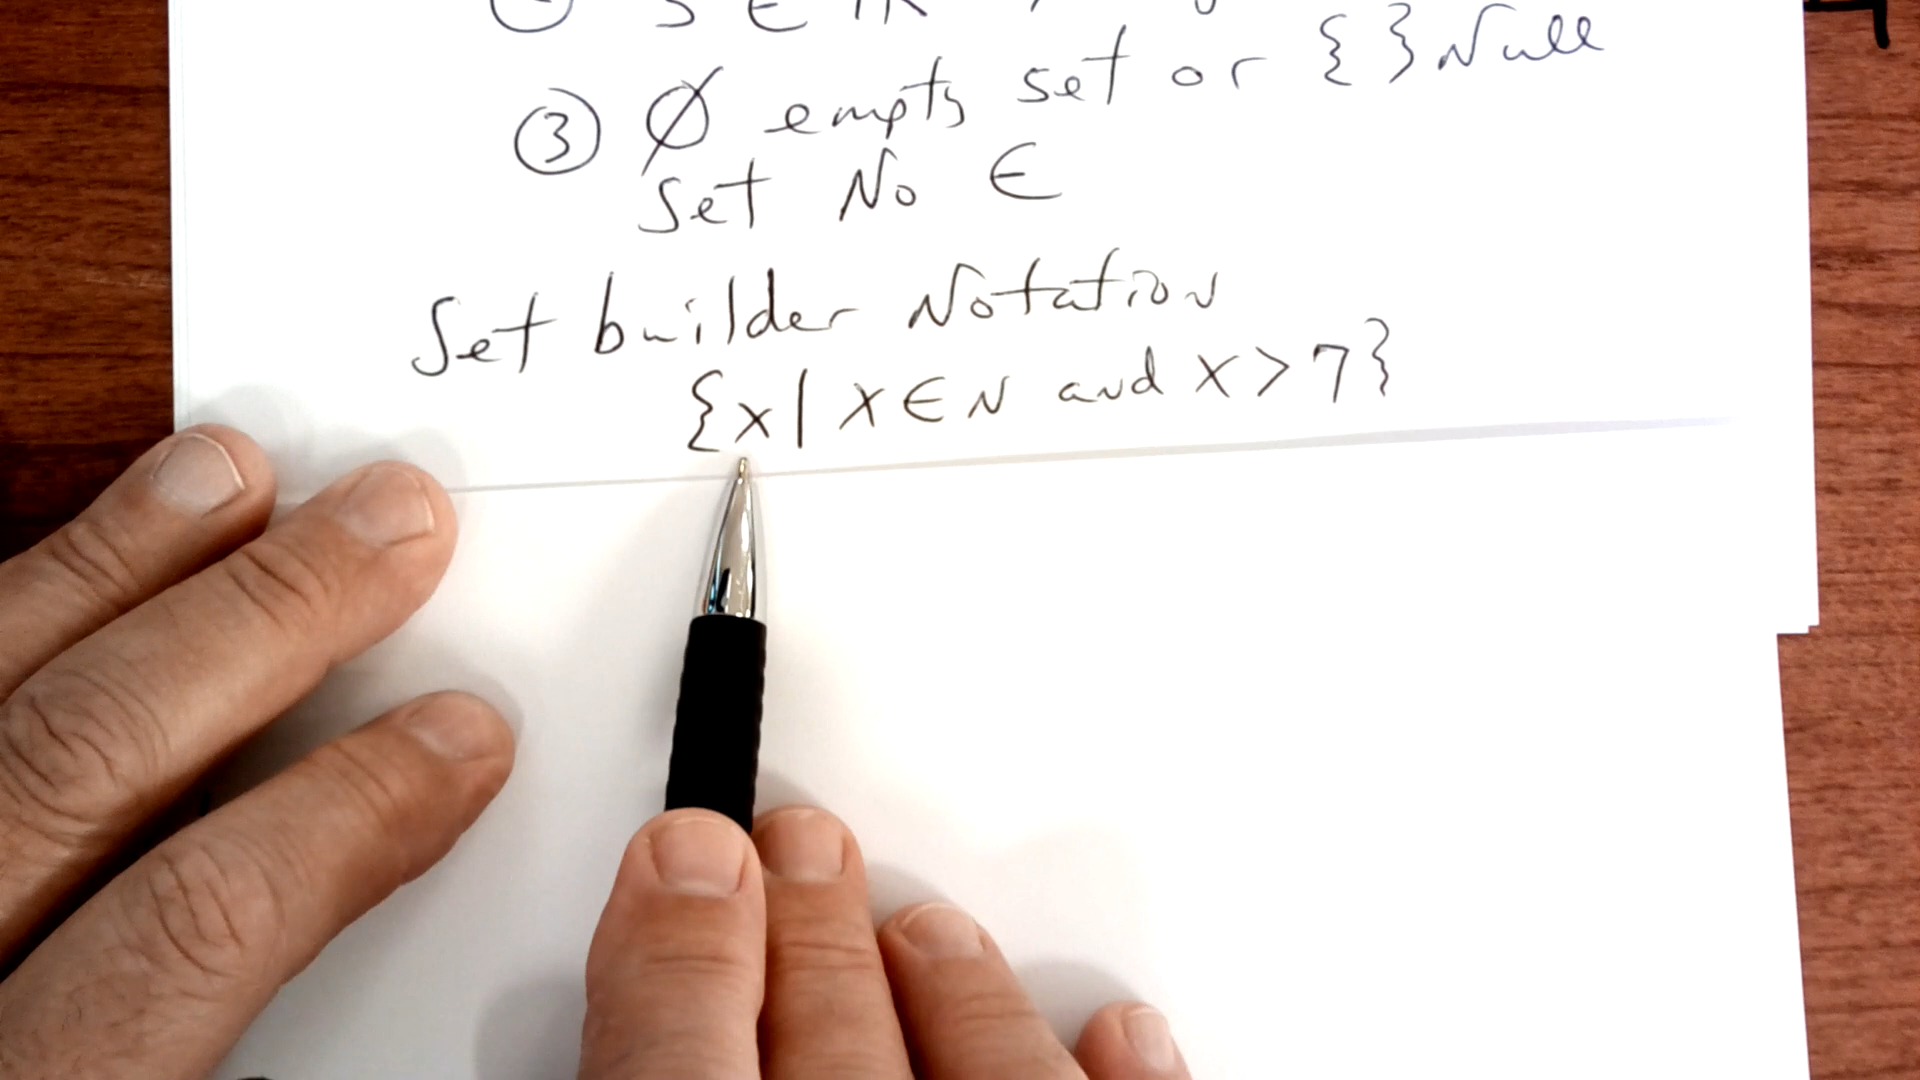 ③ ∅ empty set or { } Null
Set No ∈
Set builder Notation
{x | x ∈ N and x > 7}